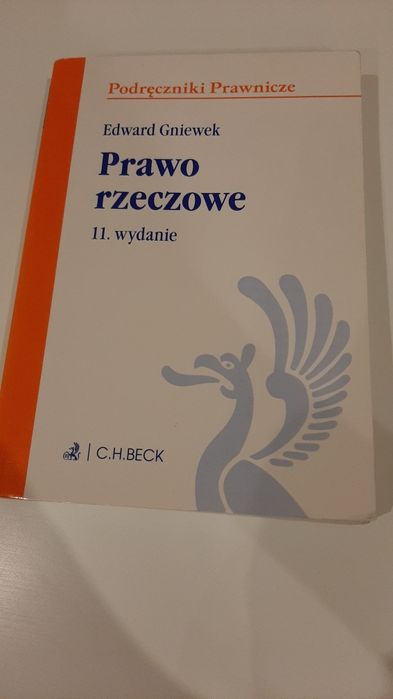 Podręczniki Prawnicze
Edward Gniewek
Prawo
rzeczowe
11. wydanie
C.H.BECK